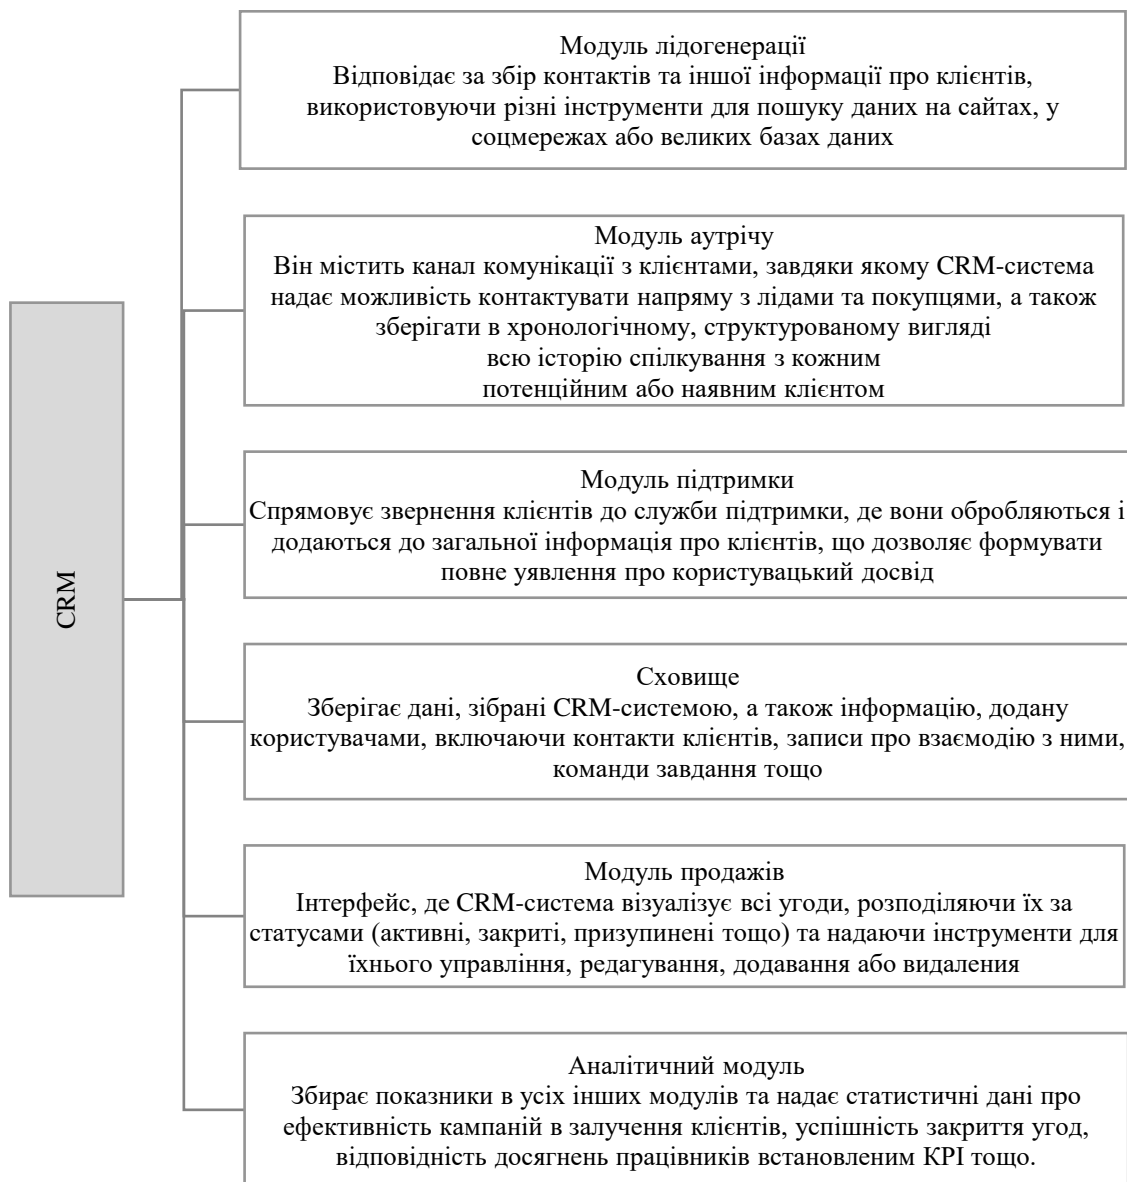 CRM
Модуль лідогенерації
Відповідає за збір контактів та іншої інформації про клієнтів,
використовуючи різні інструменти для пошуку даних на сайтах, у
соцмережах або великих базах даних
Модуль аутрічу
Він містить канал комунікації з клієнтами, завдяки якому CRM-система
надає можливість контактувати напряму з лідами та покупцями, а також
зберігати в хронологічному, структурованому вигляді
всю історію спілкування з кожним
потенційним або наявним клієнтом
Модуль підтримки
Спрямовує звернення клієнтів до служби підтримки, де вони обробляються і
додаються до загальної інформація про клієнтів, що дозволяє формувати
повне уявлення про користувацький досвід
Сховище
Зберігає дані, зібрані CRM-системою, а також інформацію, додану
користувачами, включаючи контакти клієнтів, записи про взаємодію з ними,
команди завдання тощо
Модуль продажів
Інтерфейс, де CRM-система візуалізує всі угоди, розподіляючи їх за
статусами (активні, закриті, призупинені тощо) та надаючи інструменти для
їхнього управління, редагування, додавання або видалення
Аналітичний модуль
Збирає показники в усіх інших модулів та надає статистичні дані про
ефективність кампаній в залучення клієнтів, успішність закриття угод,
відповідність досягнень працівників встановленим KPI тощо.